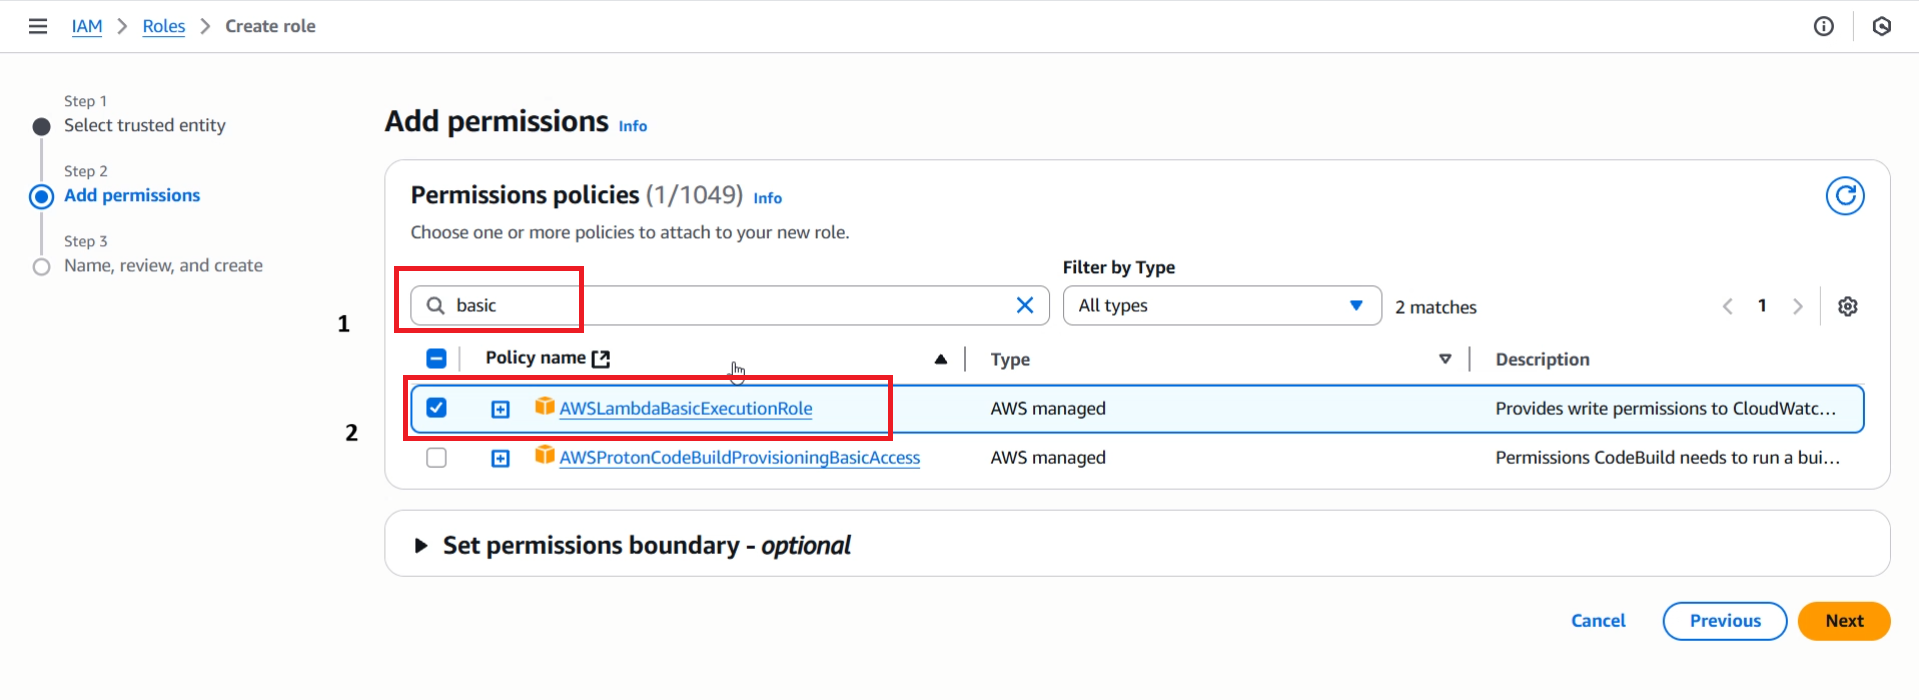 IAM > Roles > Create role
Step 1
Select trusted entity
Step 2
Add permissions
Step 3
Name, review, and create
Add permissions Info
Permissions policies (1/1049) Info
Choose one or more policies to attach to your new role.
Filter by Type
1
basic
All types
2 matches
1
Policy name
Type
Description
2
AWSLambdaBasicExecutionRole
AWS managed
Provides write permissions to CloudWatc...
AWSProtonCodeBuildProvisioningBasicAccess
AWS managed
Permissions CodeBuild needs to run a bui...
Set permissions boundary - optional
Cancel
Previous
Next